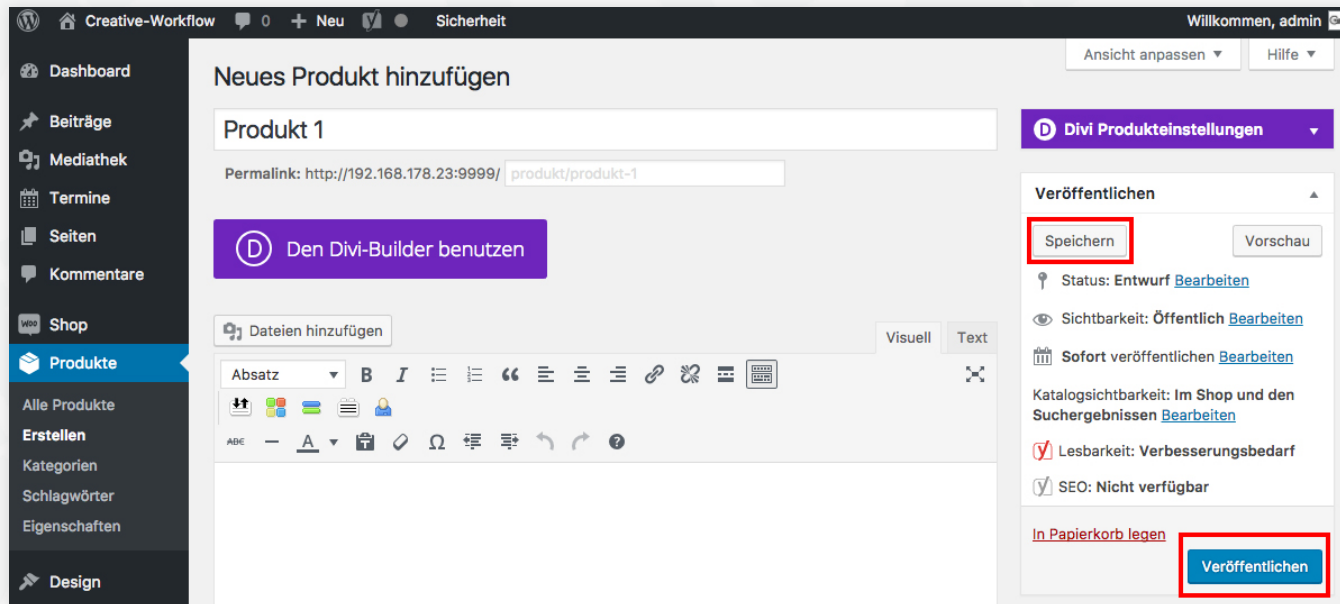 Creative-Workflow 0 Neu Sicherheit Willkommen, admin
Ansicht anpassen Hilfe
Dashboard
Beiträge
Mediathek
Termine
Seiten
Kommentare
Woo Shop
Produkte
Alle Produkte
Erstellen
Kategorien
Schlagwörter
Eigenschaften
Design
Neues Produkt hinzufügen
Produkt 1
Permalink: http://192.168.178.23:9999/ produkt/produkt-1
D Den Divi-Builder benutzen
Dateien hinzufügen
Visuell Text
Absatz B I
ABE A Ω
D Divi Produkteinstellungen
Veröffentlichen
Speichern Vorschau
Status: Entwurf Bearbeiten
Sichtbarkeit: Öffentlich Bearbeiten
Sofort veröffentlichen Bearbeiten
Katalogsichtbarkeit: Im Shop und den
Suchergebnissen Bearbeiten
Lesbarkeit: Verbesserungsbedarf
SEO: Nicht verfügbar
In Papierkorb legen
Veröffentlichen